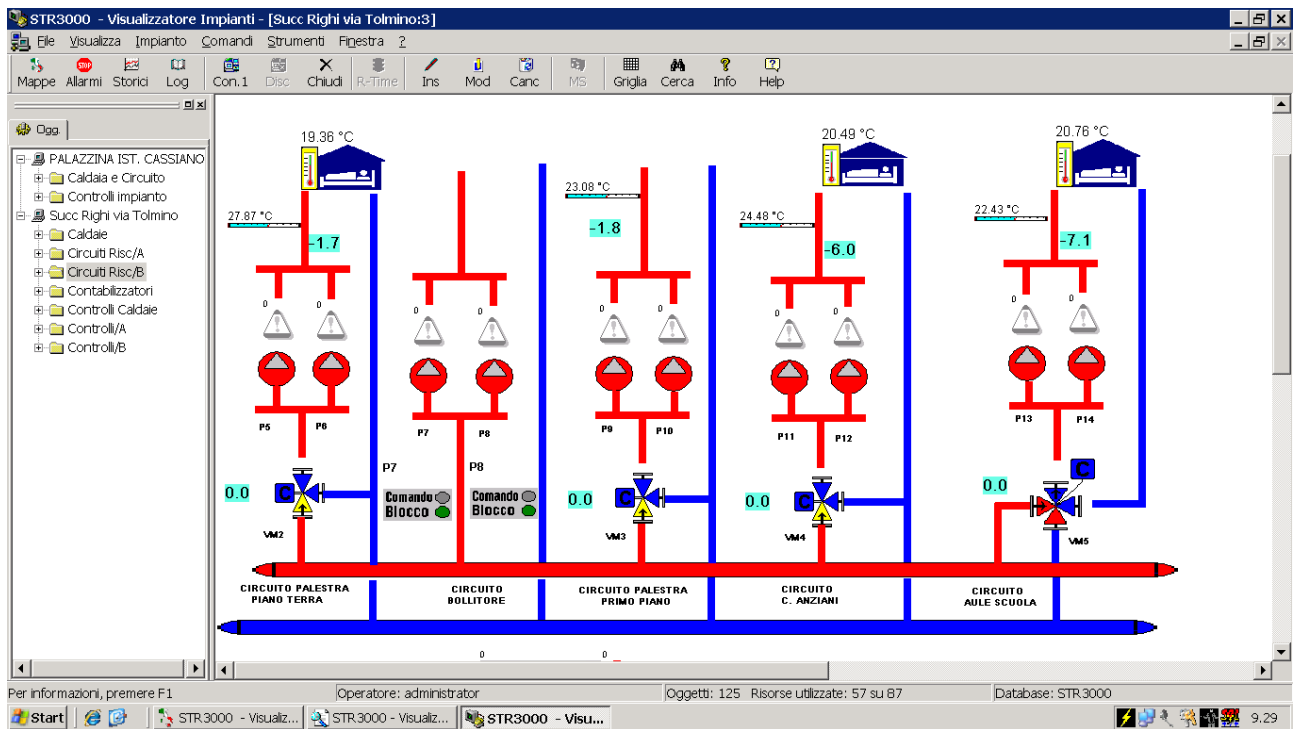 STR3000 - Visualizzatore Impianti - [Succ Righi via Tolmino:3]
File Visualizza Impianto Comandi Strumenti Finestra ?
Mappe Allarmi Storici Log Con.1 Disc Chiudi R-Time Ins Mod Canc MS Griglia Cerca Info Help
Ogg.
PALAZZINA IST. CASSIANO
Caldaia e Circuito
Controlli impianto
Succ Righi via Tolmino
Caldaie
Circuiti Risc/A
Circuiti Risc/B
Contabilizzatori
Controlli Caldaie
Controlli/A
Controlli/B
19.36 °C 20.49 °C 20.76 °C
27.87 °C 23.08 °C 24.48 °C 22.43 °C
-1.7 -1.8 -6.0 -7.1
0 0 0 0 0 0 0 0 0
P5 P6 P7 P8 P9 P10 P11 P12 P13 P14
P7 P8
0.0 0.0 0.0 0.0
C C C C
Comando Comando
Blocco Blocco
VM2 VM3 VM4 VM5
CIRCUITO PALESTRA
PIANO TERRA
CIRCUITO
BOLLITORE
CIRCUITO PALESTRA
PRIMO PIANO
CIRCUITO
C. ANZIANI
CIRCUITO
AULE SCUOLA
0 0
Per informazioni, premere F1 Operatore: administrator Oggetti: 125 Risorse utilizzate: 57 su 87 Database: STR3000
Start STR3000 - Visualiz... STR3000 - Visualiz... STR3000 - Visu... 9.29